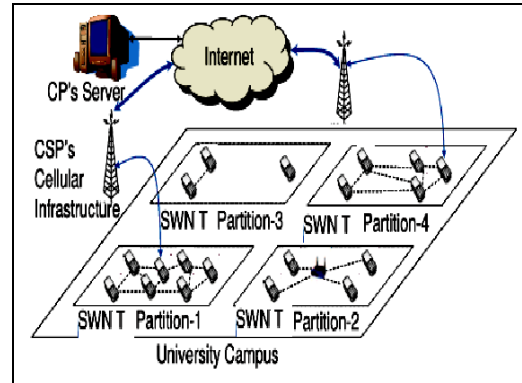 Internet
CP's Server
CSP's
Cellular
Infrastructure
SWN T Partition-3
SWN T Partition-4
SWN T Partition-1
SWN T Partition-2
University Campus